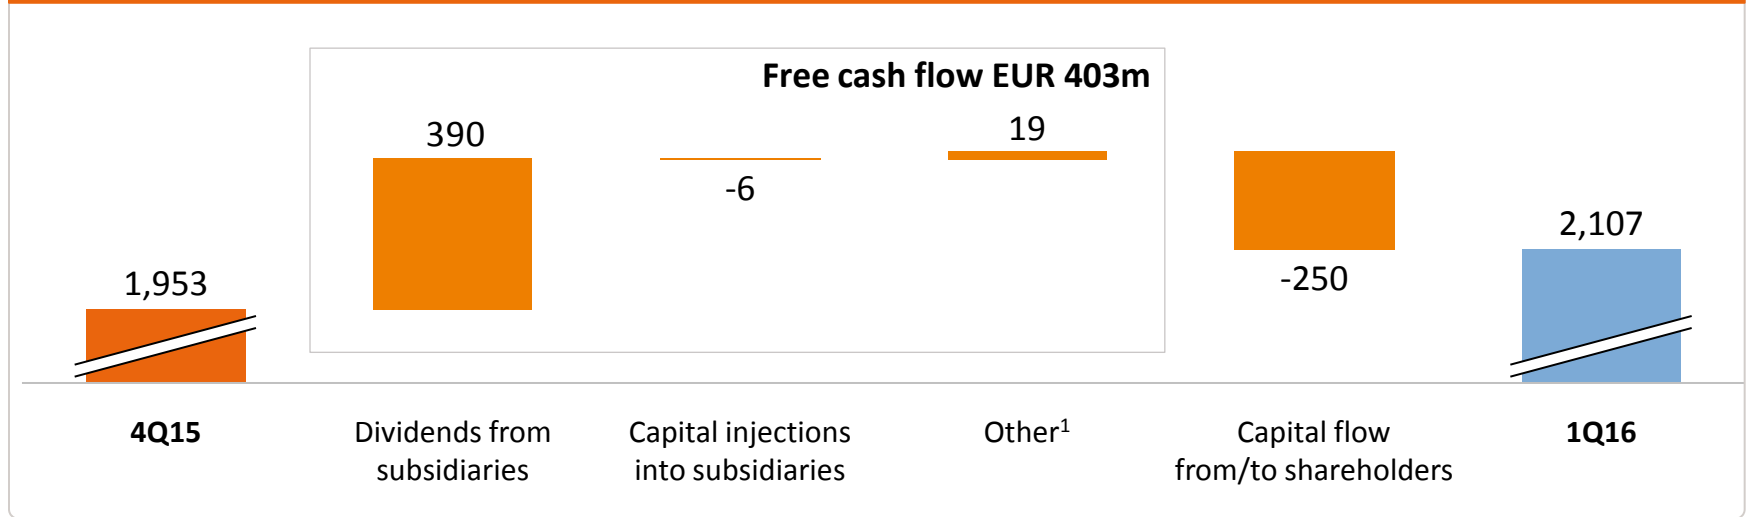 Free cash flow EUR 403m
390
19
-6
2,107
1,953
-250
4Q15
Dividends from
subsidiaries
Capital injections
into subsidiaries
Other¹
Capital flow
from/to shareholders
1Q16